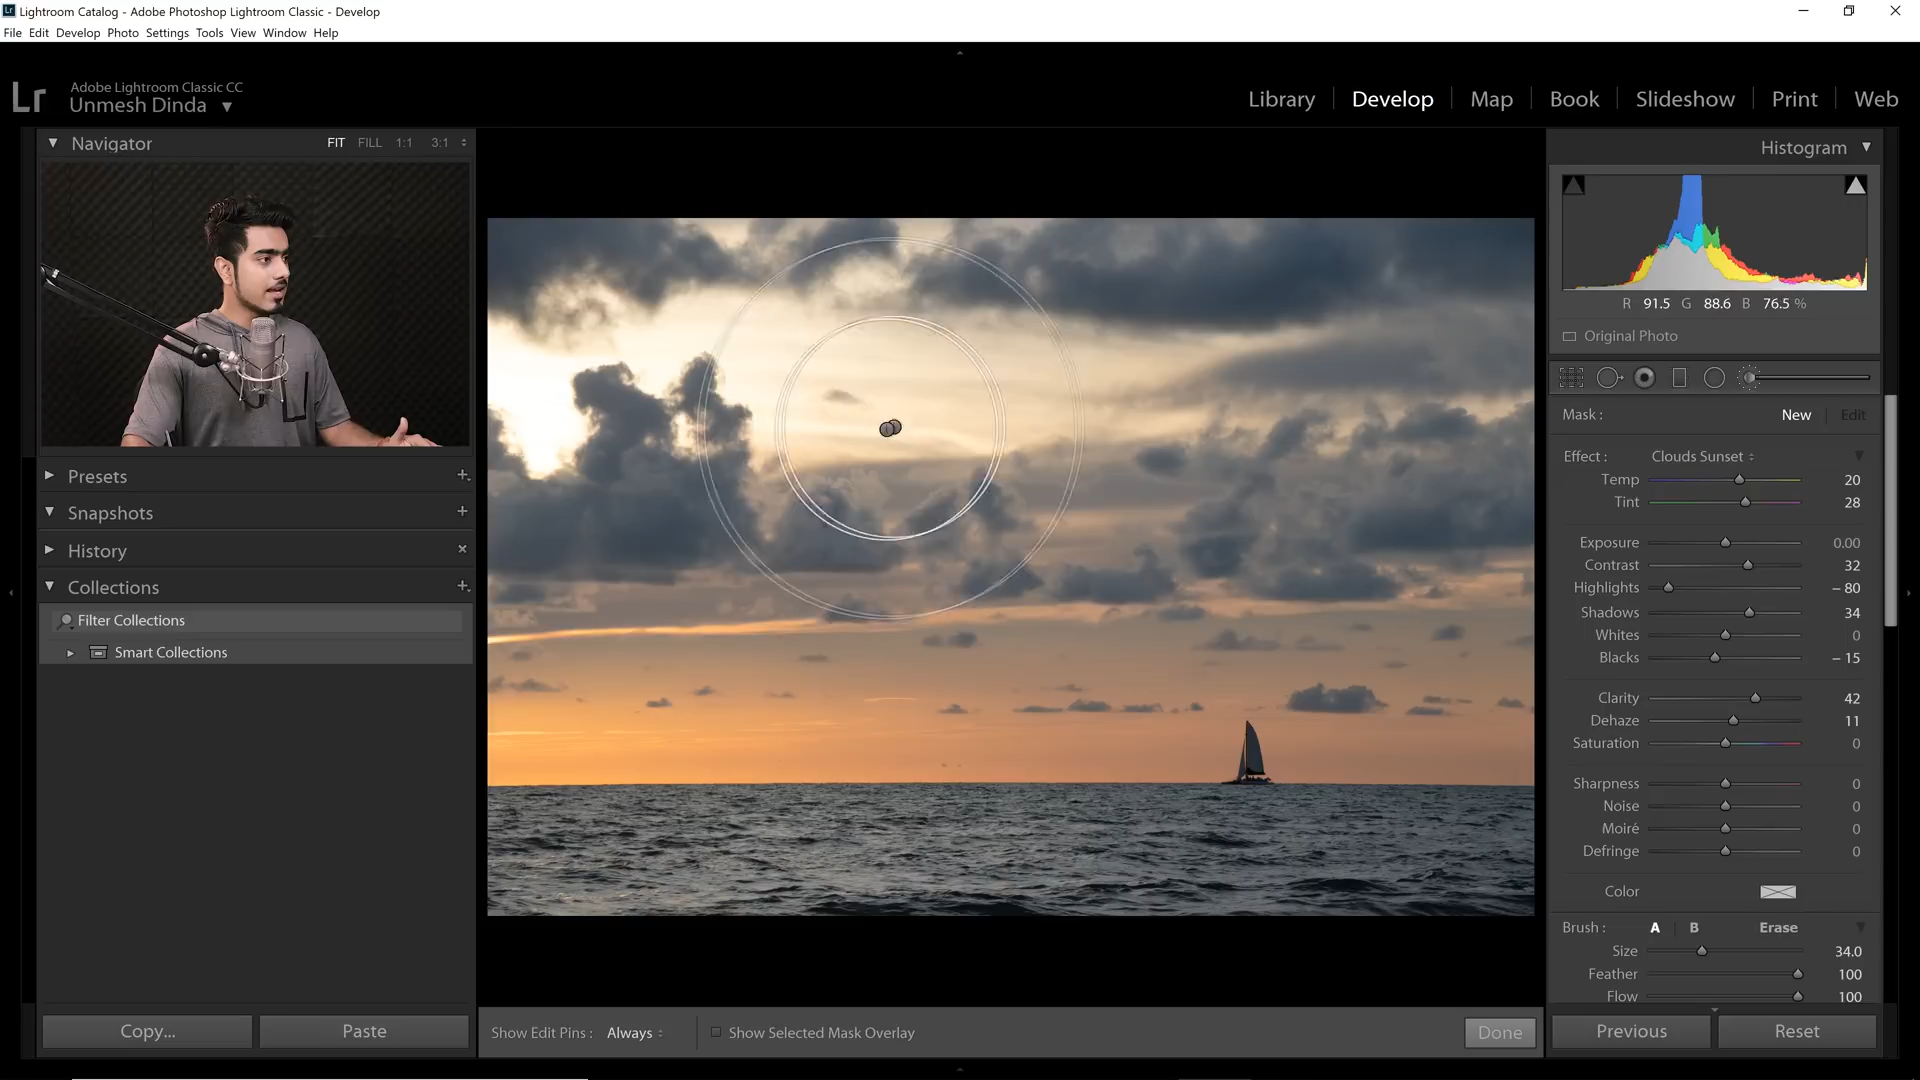 Lr Lightroom Catalog - Adobe Photoshop Lightroom Classic - Develop
File Edit Develop Photo Settings Tools View Window Help
Lr
Adobe Lightroom Classic CC
Unmesh Dinda
Library Develop Map Book Slideshow Print Web
Navigator FIT FILL 1:1 3:1
Presets
Snapshots
History
Collections
Filter Collections
Smart Collections
Copy... Paste
Show Edit Pins : Always Show Selected Mask Overlay Done
Histogram
R 91.5 G 88.6 B 76.5 %
Original Photo
Mask : New Edit
Effect : Clouds Sunset
Temp 20
Tint 28
Exposure 0.00
Contrast 32
Highlights – 80
Shadows 34
Whites 0
Blacks – 15
Clarity 42
Dehaze 11
Saturation 0
Sharpness 0
Noise 0
Moiré 0
Defringe 0
Color
Brush : A B Erase
Size 34.0
Feather 100
Flow 100
Previous Reset